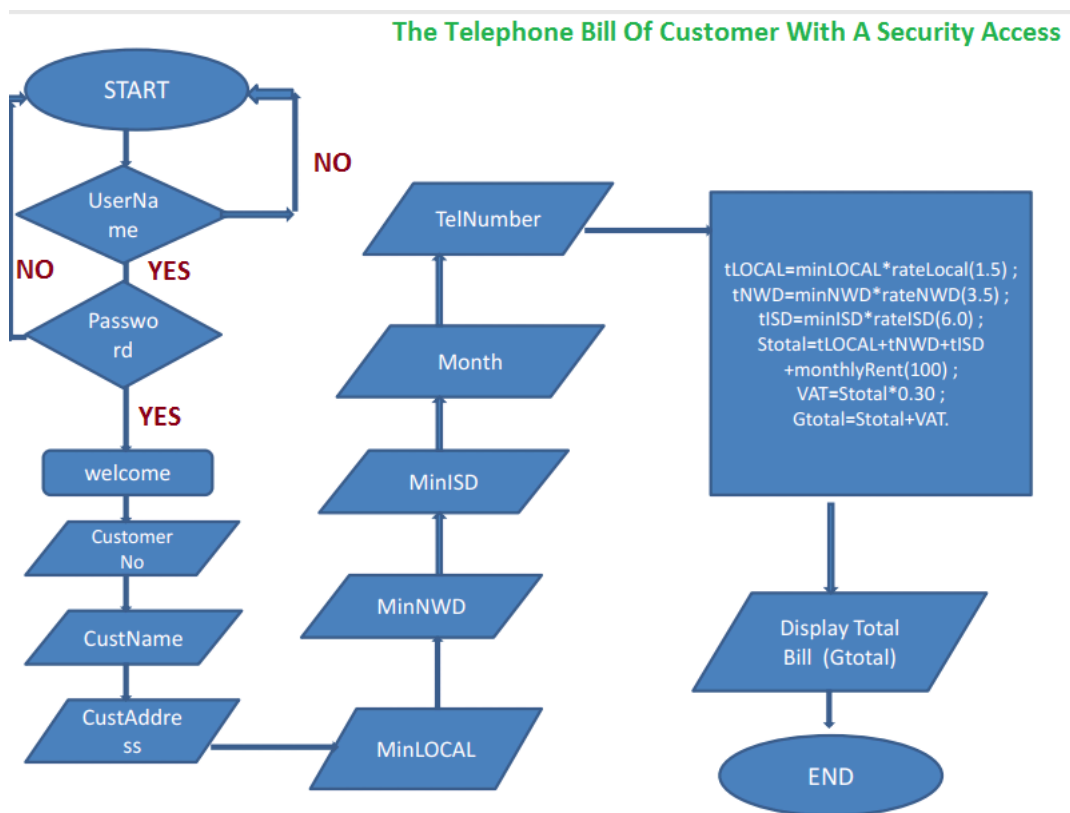 The Telephone Bill Of Customer With A Security Access
START
NO
UserNa
me
NO
YES
Passwo
rd
YES
welcome
Customer
No
CustName
CustAddre
ss
MinLOCAL
MinNWD
MinISD
Month
TelNumber
tLOCAL=minLOCAL*rateLocal(1.5) ;
tNWD=minNWD*rateNWD(3.5) ;
tISD=minISD*rateISD(6.0) ;
Stotal=tLOCAL+tNWD+tISD
+monthlyRent(100) ;
VAT=Stotal*0.30 ;
Gtotal=Stotal+VAT.
Display Total
Bill (Gtotal)
END